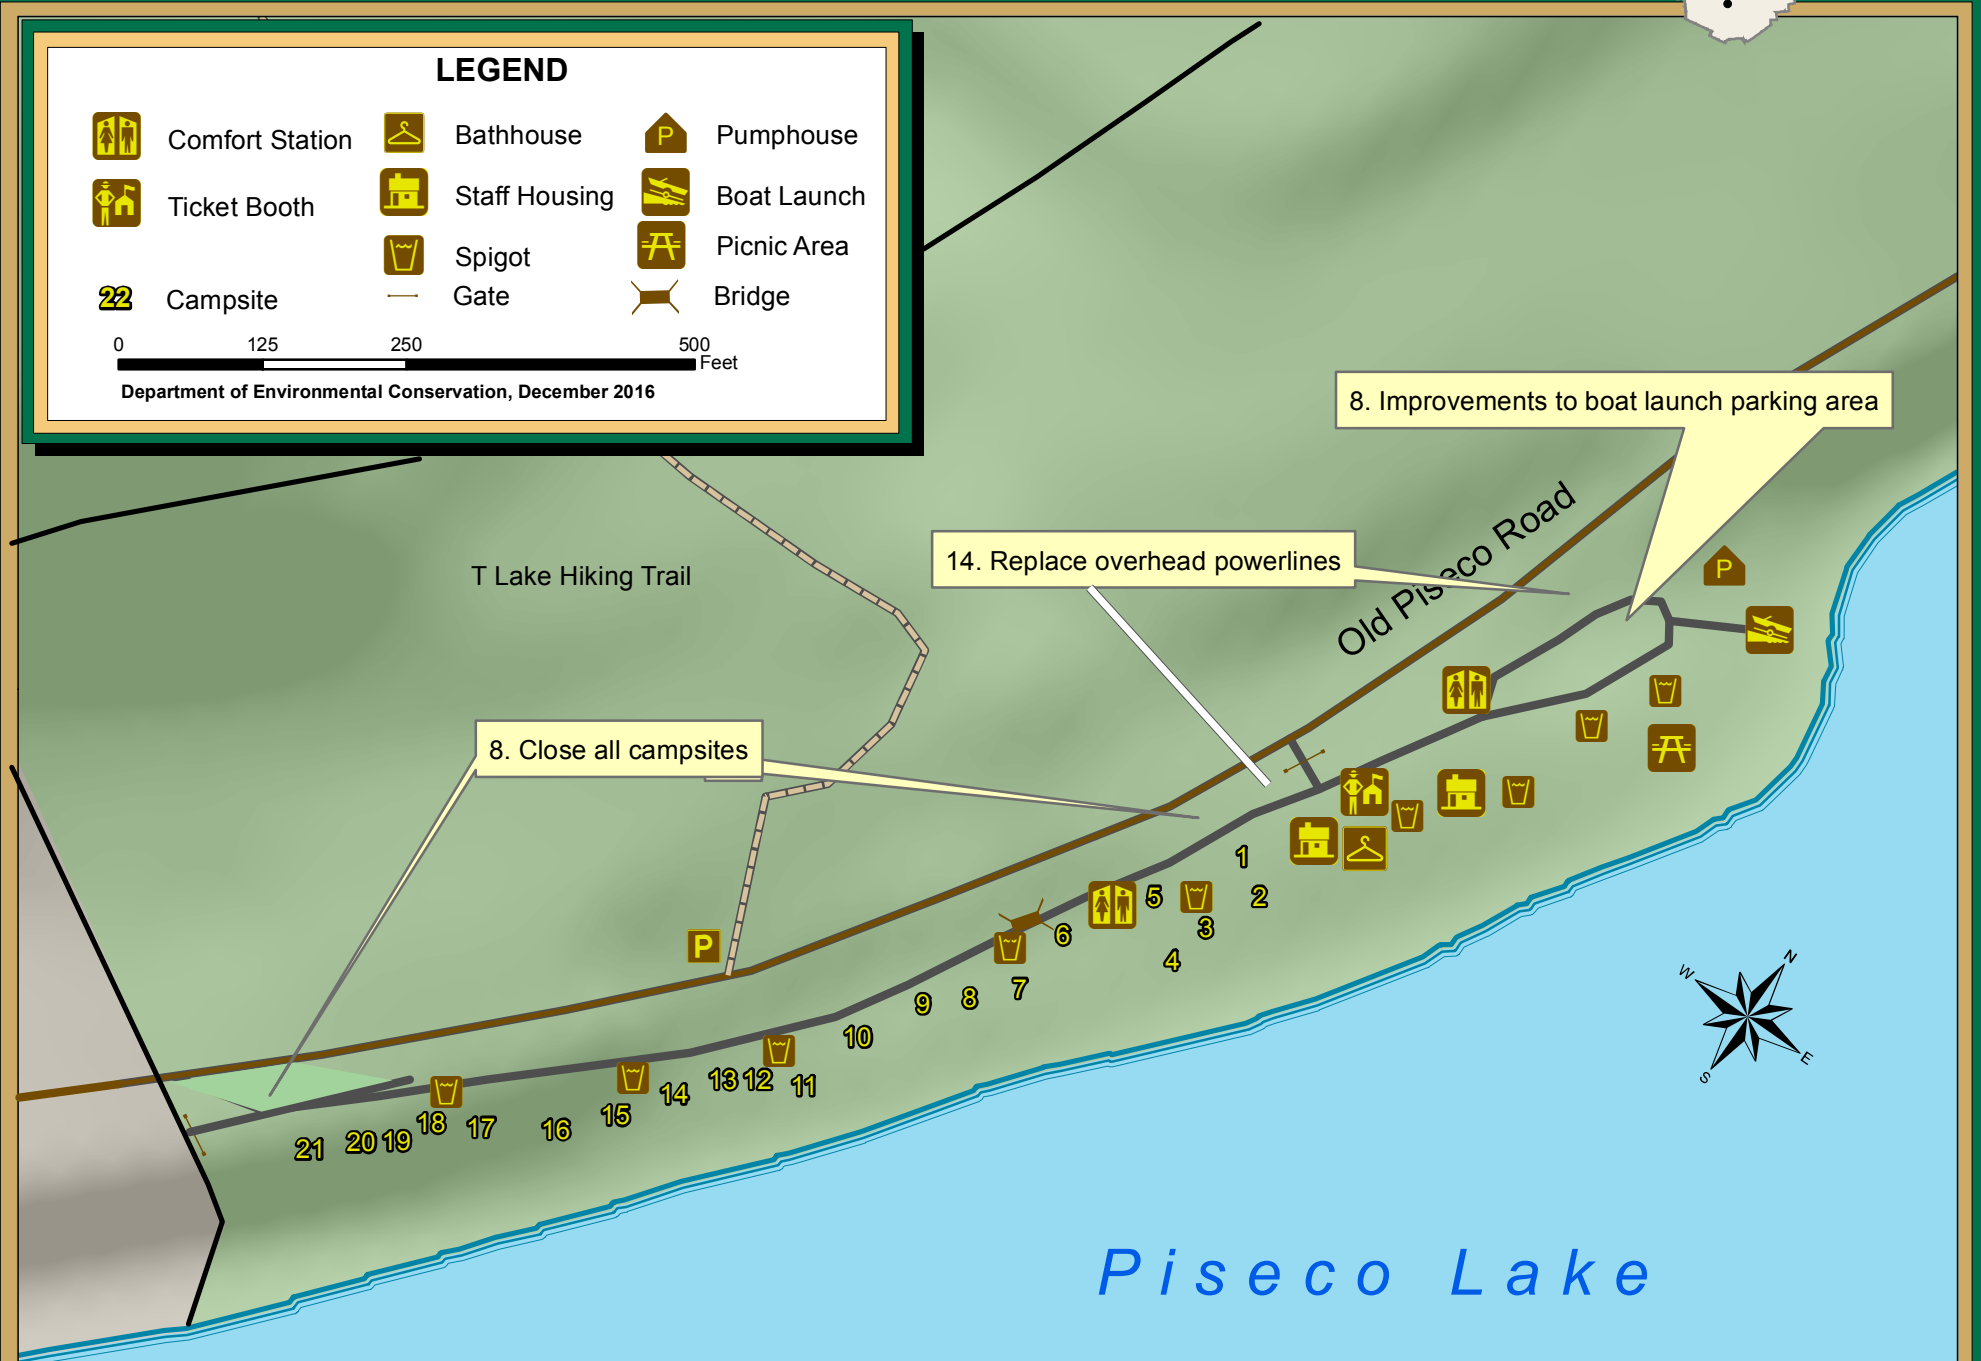 LEGEND
Comfort Station
Bathhouse
P
Pumphouse
Ticket Booth
Staff Housing
Boat Launch
Spigot
Picnic Area
22
Campsite
Gate
Bridge
0 125 250 500
Feet
Department of Environmental Conservation, December 2016
8. Improvements to boat launch parking area
Old Piseco Road
14. Replace overhead powerlines
P
T Lake Hiking Trail
8. Close all campsites
1
5
2
3
6
4
P
7
8
9
10
11
12
13
14
15
16
17
18
19
20
21
N
W
E
S
Piseco Lake